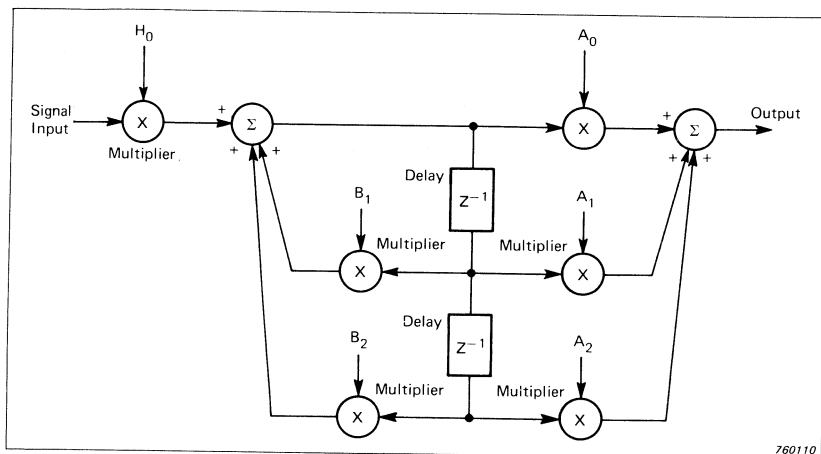 H0
A0
Signal
Input
X
Multiplier
+
Σ
+
+
X
+
Σ
+
+
Output
Delay
Z−1
B1
A1
Multiplier
Multiplier
X
X
Delay
Z−1
B2
A2
Multiplier
Multiplier
X
X
760110